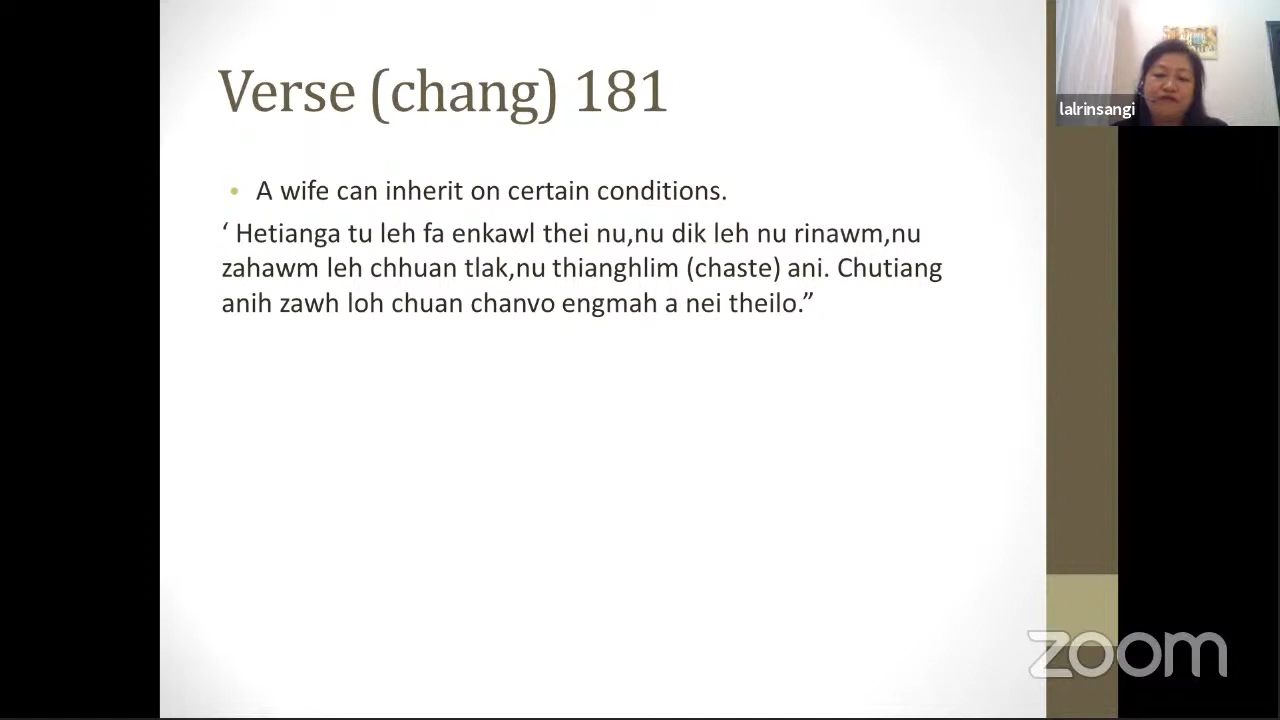 Verse (chang) 181
lalrinsangi
• A wife can inherit on certain conditions.
‘ Hetianga tu leh fa enkawl thei nu,nu dik leh nu rinawm,nu
zahawm leh chhuan tlak,nu thianghlim (chaste) ani. Chutiang
anih zawh loh chuan chanvo engmah a nei theilo.”
zoom